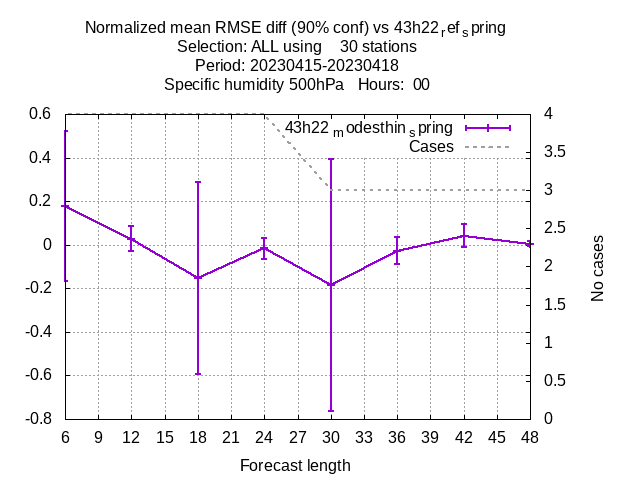 Normalized mean RMSE diff (90% conf) vs 43h22refspring
Selection: ALL using 30 stations
Period: 20230415-20230418
Specific humidity 500hPa Hours: 00
43h22 modesthinspring
Cases
0.6
0.4
0.2
0
-0.2
-0.4
-0.6
-0.8
4
3.5
3
2.5
2
1.5
1
0.5
0
No cases
6 9 12 15 18 21 24 27 30 33 36 39 42 45 48
Forecast length